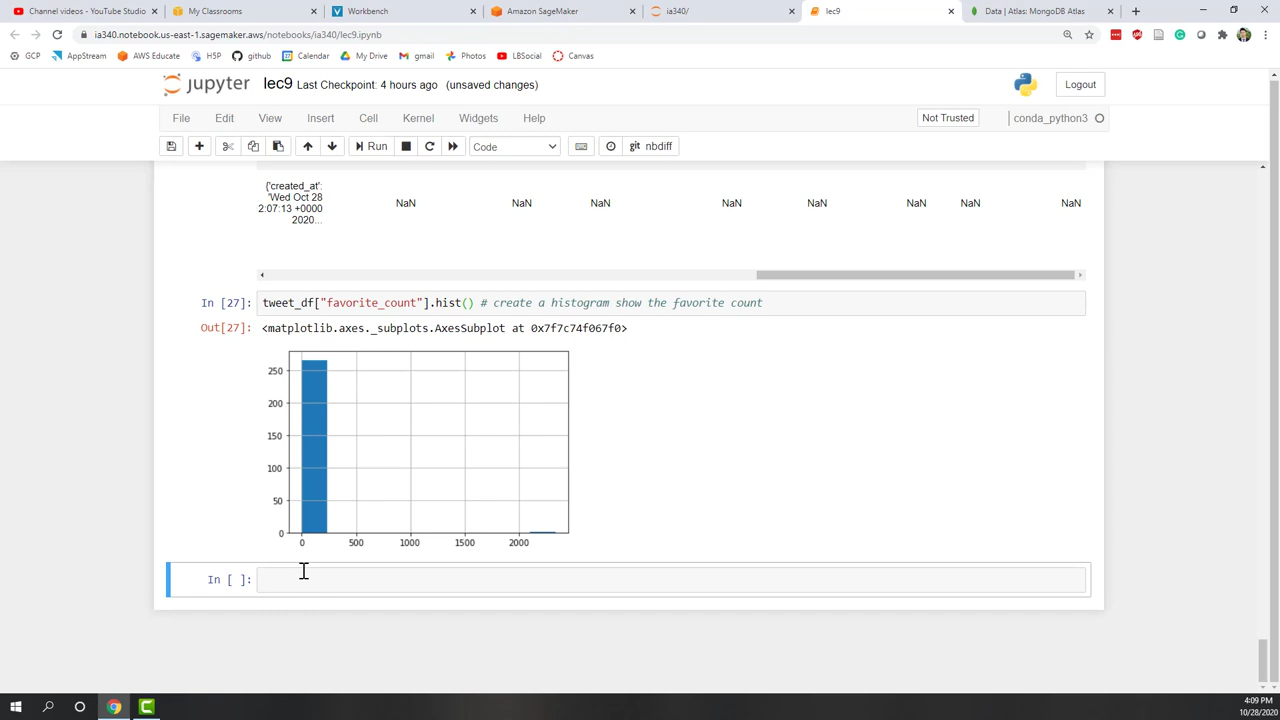 Channel videos - YouTube Studio
My Classrooms
Workbench
Amazon SageMaker
ia340/
lec9
Data | Atlas: MongoDB Atlas
ia340.notebook.us-east-1.sagemaker.aws/notebooks/ia340/lec9.ipynb
GCP
AppStream
AWS Educate
H5P
github
Calendar
My Drive
gmail
Photos
LBSocial
Canvas
jupyter lec9 Last Checkpoint: 4 hours ago (unsaved changes)
Logout
File Edit View Insert Cell Kernel Widgets Help
Not Trusted
conda_python3
Run
Code
git nbdiff
{'created_at':
'Wed Oct 28
2:07:13 +0000
2020...
NaN NaN NaN NaN NaN NaN NaN NaN
In [27]: tweet_df["favorite_count"].hist() # create a histogram show the favorite count
Out[27]: <matplotlib.axes._subplots.AxesSubplot at 0x7f7c74f067f0>
250
200
150
100
50
0
0 500 1000 1500 2000
In [ ]:
4:09 PM
10/28/2020